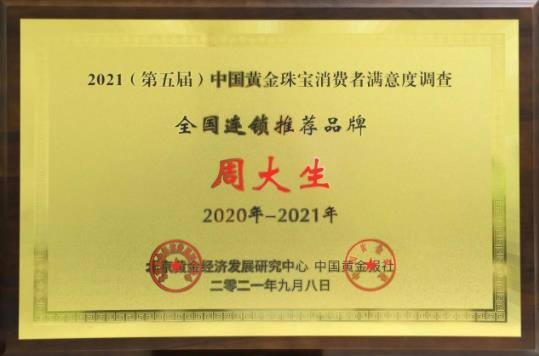 2021（第五届）中国黄金珠宝消费者满意度调查
全国连锁推荐品牌
周大生
2020年-2021年
北京黄金经济发展研究中心 中国黄金报社
二零二一年九月八日